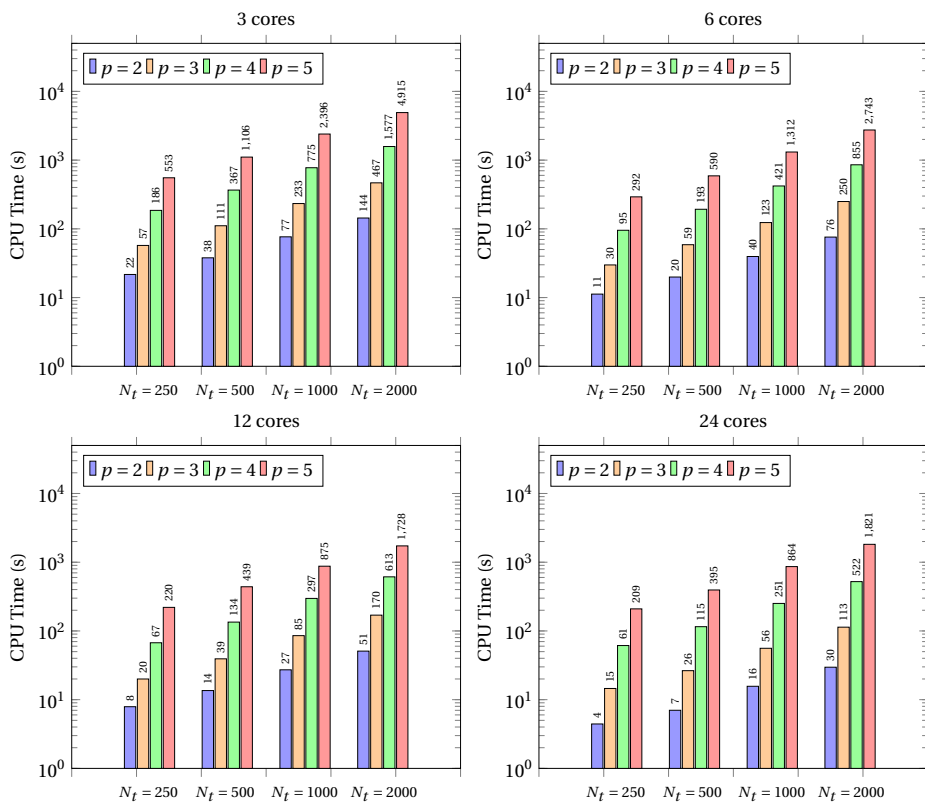 3 cores
p = 2 p = 3 p = 4 p = 5
CPU Time (s)
10^4
10^3
10^2
10^1
10^0
22 57 186 553
38 111 367 1,106
77 233 775 2,396
144 467 1,577 4,915
N_t = 250 N_t = 500 N_t = 1000 N_t = 2000
6 cores
p = 2 p = 3 p = 4 p = 5
CPU Time (s)
10^4
10^3
10^2
10^1
10^0
11 30 95 292
20 59 193 590
40 123 421 1,312
76 250 855 2,743
N_t = 250 N_t = 500 N_t = 1000 N_t = 2000
12 cores
p = 2 p = 3 p = 4 p = 5
CPU Time (s)
10^4
10^3
10^2
10^1
10^0
8 20 67 220
14 39 134 439
27 85 297 875
51 170 613 1,728
N_t = 250 N_t = 500 N_t = 1000 N_t = 2000
24 cores
p = 2 p = 3 p = 4 p = 5
CPU Time (s)
10^4
10^3
10^2
10^1
10^0
4 15 61 209
7 26 115 395
16 56 251 864
30 113 522 1,821
N_t = 250 N_t = 500 N_t = 1000 N_t = 2000